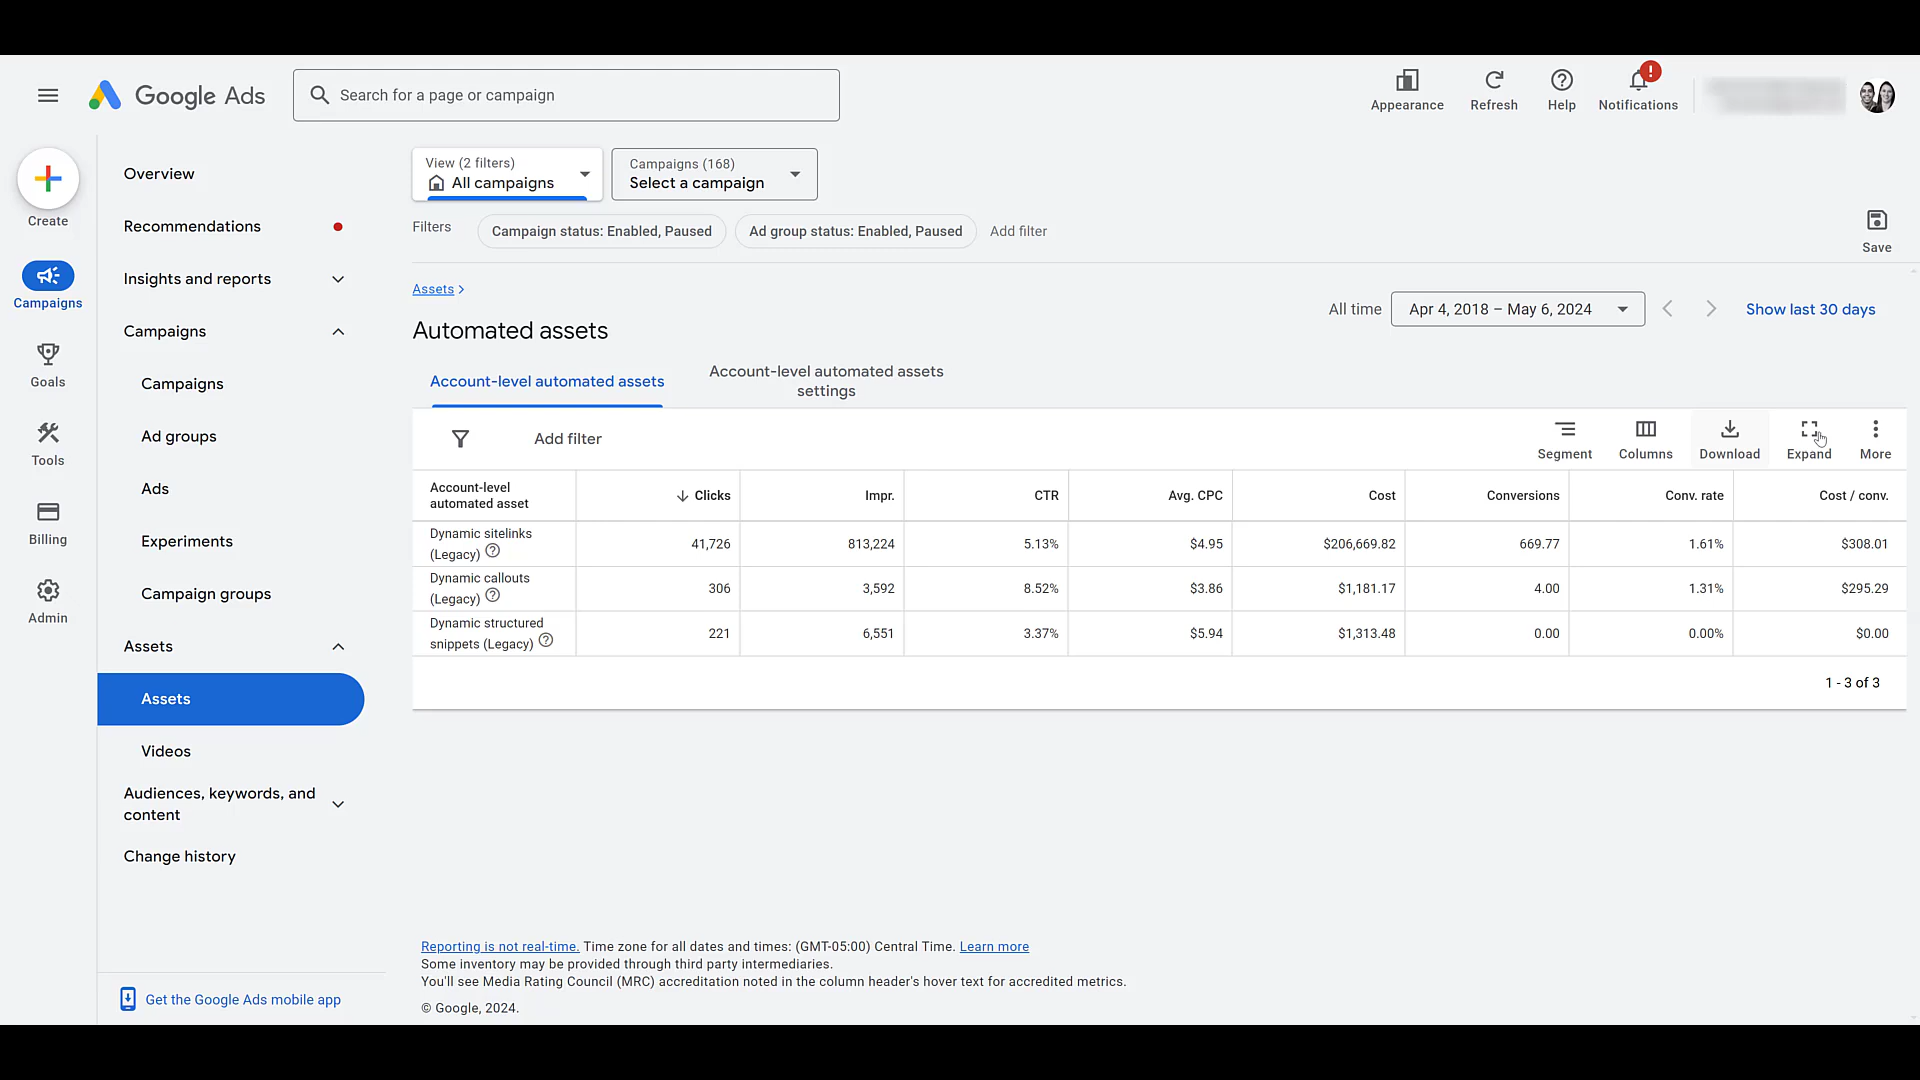 Google Ads
Search for a page or campaign
Appearance
Refresh
Help
!
Notifications
Create
Campaigns
Goals
Tools
Billing
Admin
Overview
Recommendations
Insights and reports
Campaigns
Campaigns
Ad groups
Ads
Experiments
Campaign groups
Assets
Assets
Videos
Audiences, keywords, and
content
Change history
Get the Google Ads mobile app
View (2 filters)
All campaigns
Campaigns (168)
Select a campaign
Filters
Campaign status: Enabled, Paused
Ad group status: Enabled, Paused
Add filter
Save
Assets >
Automated assets
All time
Apr 4, 2018 – May 6, 2024
Show last 30 days
Account-level automated assets
Account-level automated assets
settings
Add filter
Segment
Columns
Download
Expand
More
Account-level
automated asset
Clicks
Impr.
CTR
Avg. CPC
Cost
Conversions
Conv. rate
Cost / conv.
Dynamic sitelinks
(Legacy)
41,726
813,224
5.13%
$4.95
$206,669.82
669.77
1.61%
$308.01
Dynamic callouts
(Legacy)
306
3,592
8.52%
$3.86
$1,181.17
4.00
1.31%
$295.29
Dynamic structured
snippets (Legacy)
221
6,551
3.37%
$5.94
$1,313.48
0.00
0.00%
$0.00
1 - 3 of 3
Reporting is not real-time. Time zone for all dates and times: (GMT-05:00) Central Time. Learn more
Some inventory may be provided through third party intermediaries.
You'll see Media Rating Council (MRC) accreditation noted in the column header's hover text for accredited metrics.
© Google, 2024.